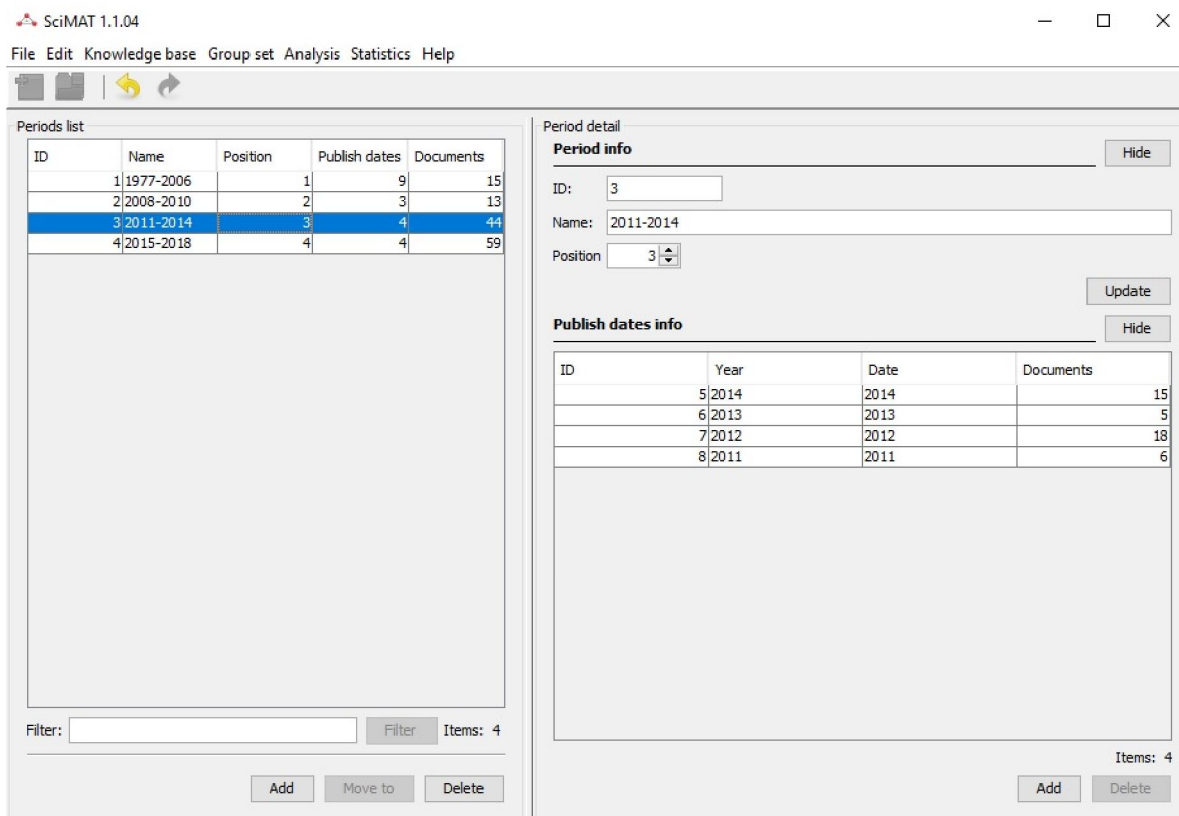 SciMAT 1.1.04
File Edit Knowledge base Group set Analysis Statistics Help
Periods list
ID Name Position Publish dates Documents
1 1977-2006 1 9 15
2 2008-2010 2 3 13
3 2011-2014 3 4 44
4 2015-2018 4 4 59
Filter: Filter Items: 4
Add Move to Delete
Period detail
Period info Hide
ID: 3
Name: 2011-2014
Position 3
Update
Publish dates info Hide
ID Year Date Documents
5 2014 2014 15
6 2013 2013 5
7 2012 2012 18
8 2011 2011 6
Items: 4
Add Delete